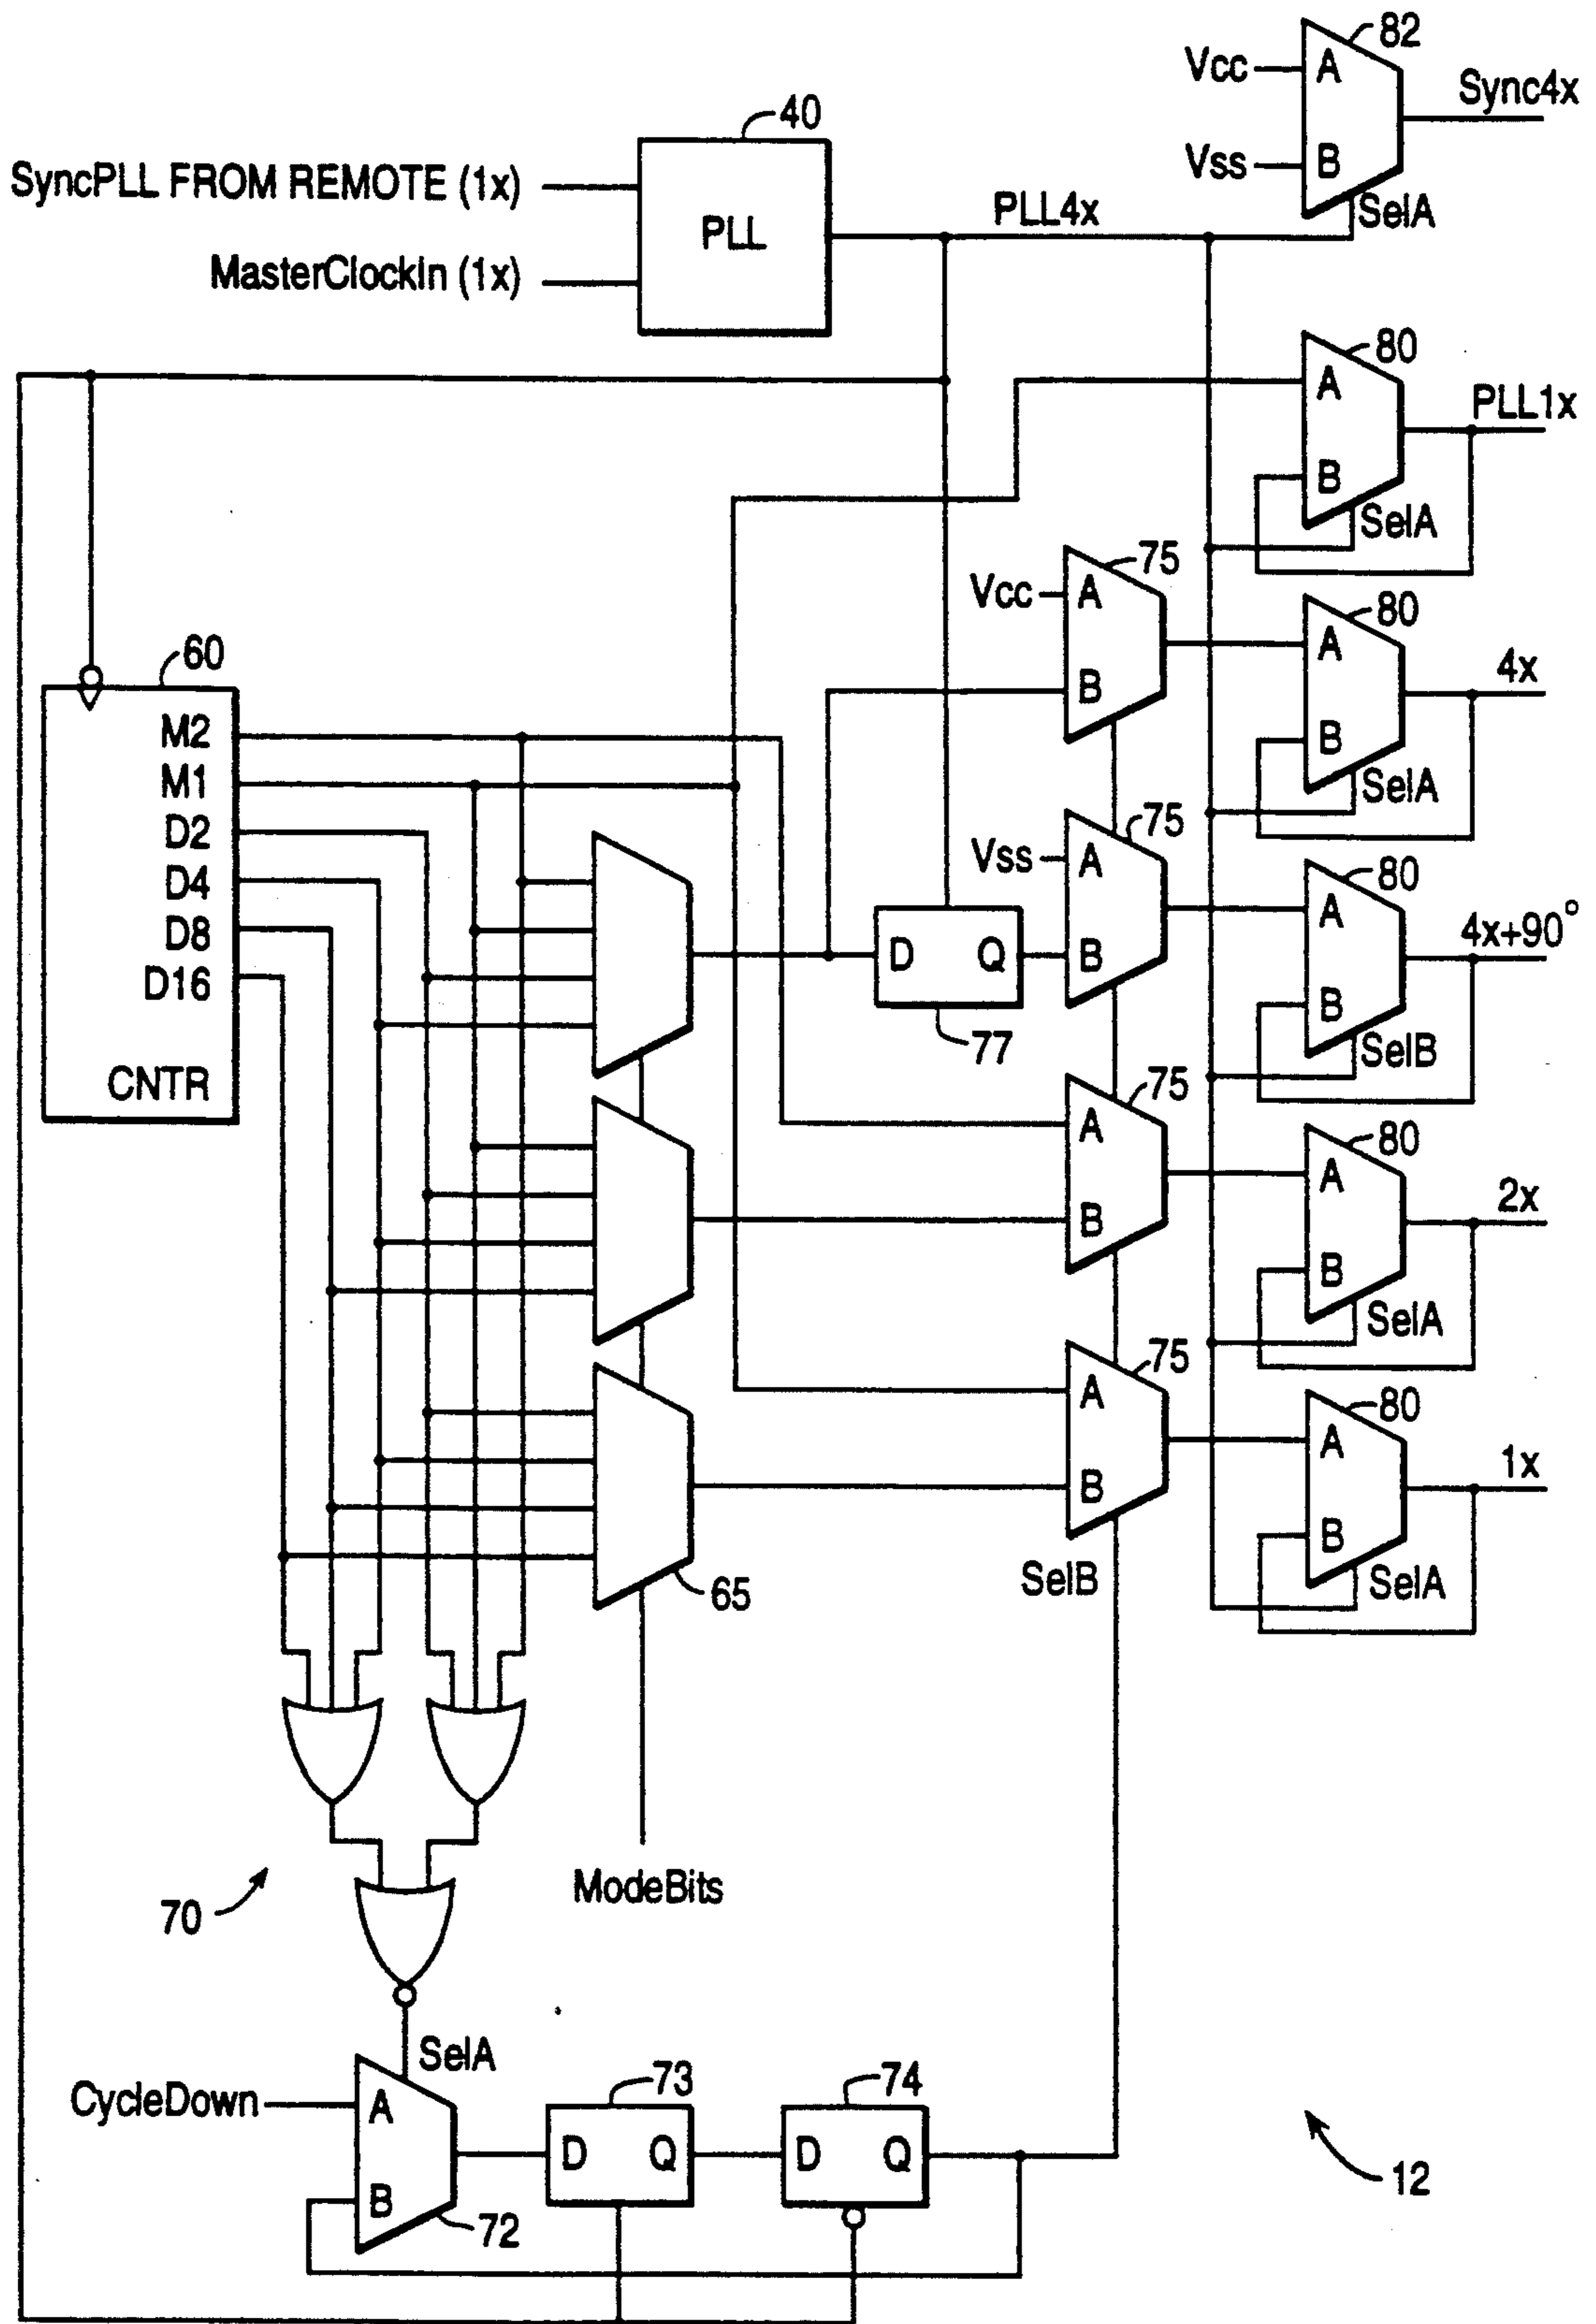 82
Vcc
A
Sync4x
40
SyncPLL FROM REMOTE (1x)
Vss
B
PLL4x
SelA
PLL
MasterClockIn (1x)
80
A
PLL1x
B
SelA
75
Vcc
A
80
60
A
4x
B
M2
B
M1
SelA
D2
75
Vss
A
D4
80
D8
A
4x+90°
D
Q
B
D16
B
77
SelB
CNTR
75
A
80
A
2x
B
B
SelA
75
A
80
A
1x
B
B
SelB
SelA
65
ModeBits
70
SelA
73
74
CycleDown
A
D
Q
D
Q
12
B
72